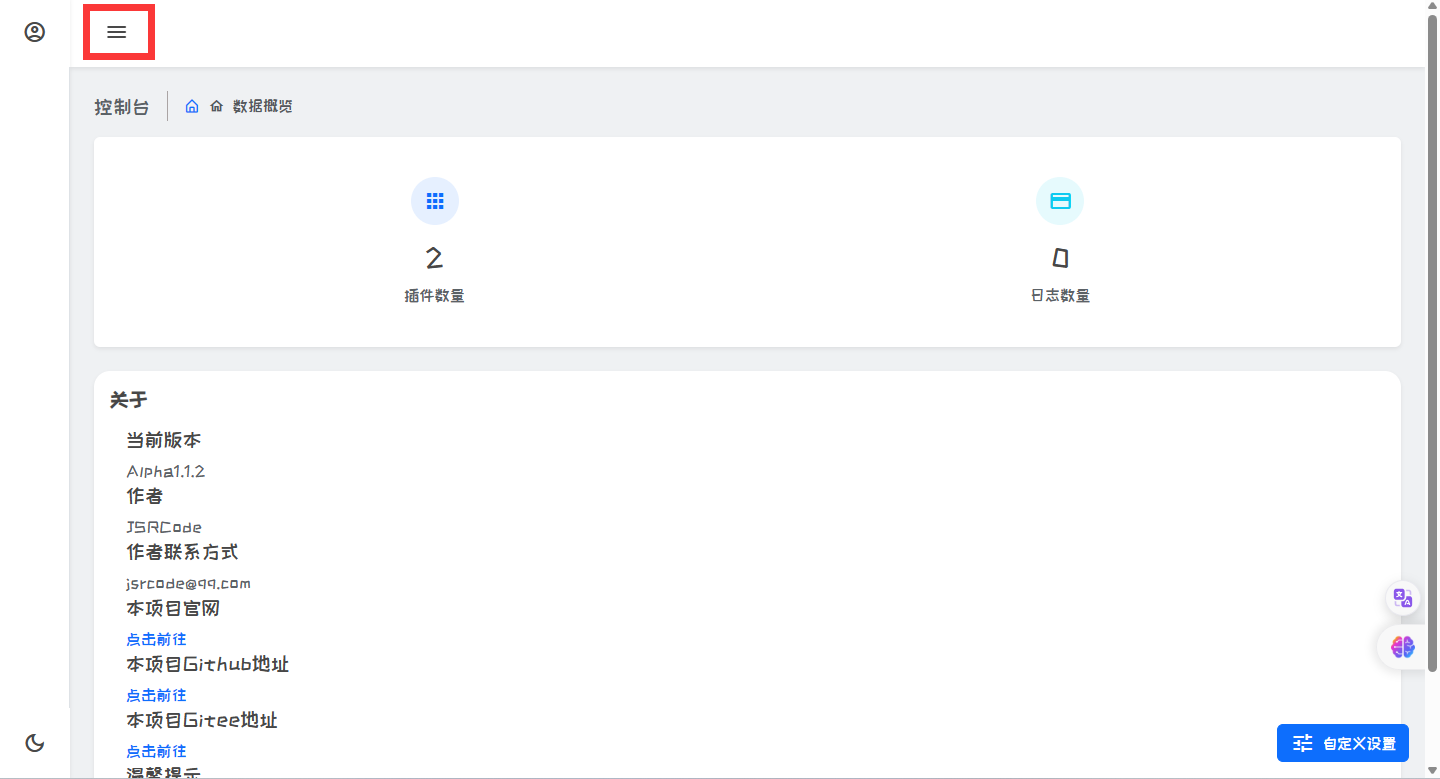 控制台 数据概览
2
插件数量
0
日志数量
关于
当前版本
Alpha1.1.2
作者
JSRCode
作者联系方式
jsrcode@qq.com
本项目官网
点击前往
本项目Github地址
点击前往
本项目Gitee地址
点击前往
温馨提示
自定义设置